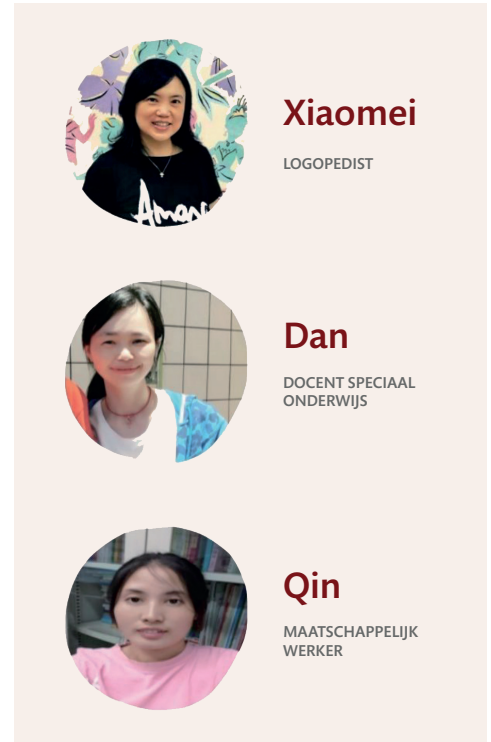 Xiaomei
LOGOPEDIST
Dan
DOCENT SPECIAAL
ONDERWIJS
Qin
MAATSCHAPPELIJK
WERKER